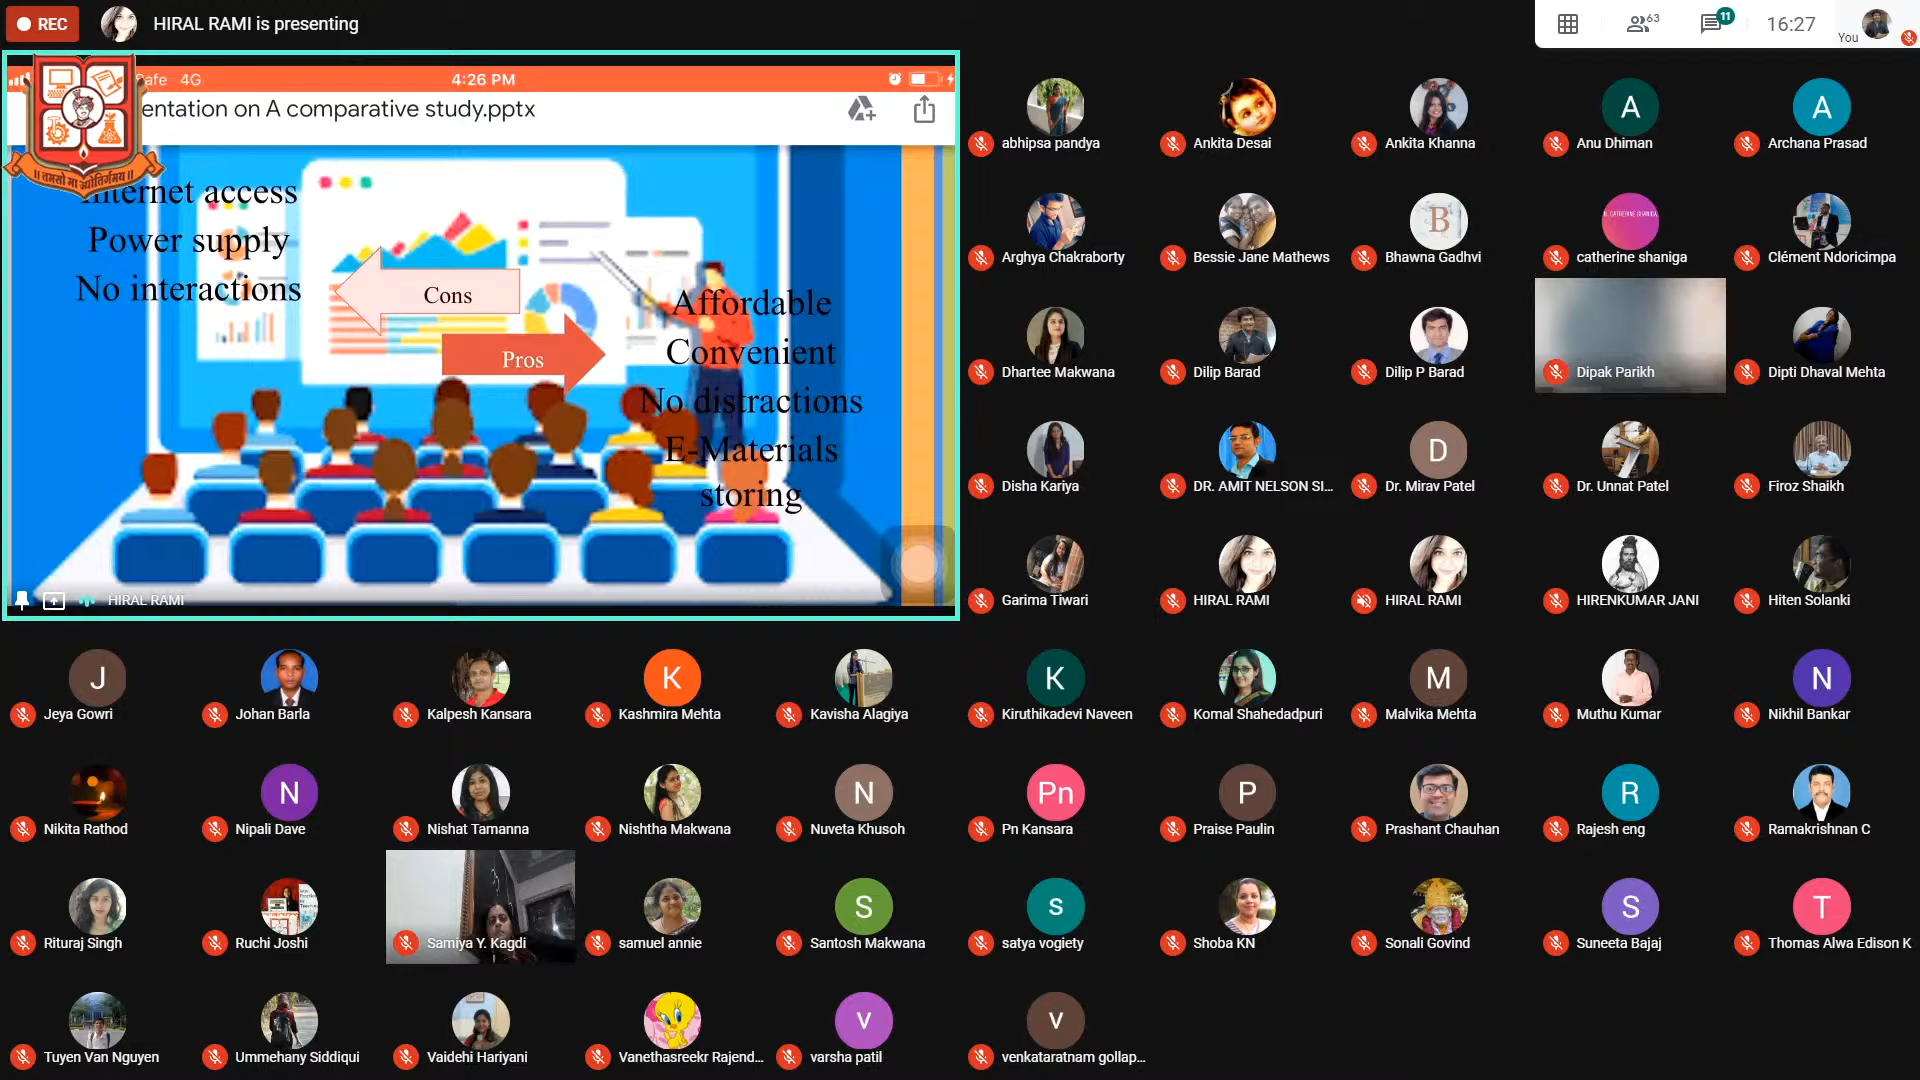 REC
HIRAL RAMI is presenting
63
11
16:27
You
afe 4G
4:26 PM
entation on A comparative study.pptx
।। तमसो मा ज्योतिर्गमय ।।
Internet access
Power supply
No interactions
Cons
Pros
Affordable
Convenient
No distractions
E-Materials
storing
HIRAL RAMI
abhipsa pandya
Ankita Desai
Ankita Khanna
A
Anu Dhiman
A
Archana Prasad
Arghya Chakraborty
Bessie Jane Mathews
B
Bhawna Gadhvi
catherine shaniga
Clément Ndoricimpa
Dhartee Makwana
Dilip Barad
Dilip P Barad
Dipak Parikh
Dipti Dhaval Mehta
Disha Kariya
DR. AMIT NELSON SI...
D
Dr. Mirav Patel
Dr. Unnat Patel
Firoz Shaikh
Garima Tiwari
HIRAL RAMI
HIRAL RAMI
HIRENKUMAR JANI
Hiten Solanki
J
Jeya Gowri
Johan Barla
Kalpesh Kansara
K
Kashmira Mehta
Kavisha Alagiya
K
Kiruthikadevi Naveen
Komal Shahedadpuri
M
Malvika Mehta
Muthu Kumar
N
Nikhil Bankar
Nikita Rathod
N
Nipali Dave
Nishat Tamanna
Nishtha Makwana
N
Nuveta Khusoh
Pn
Pn Kansara
P
Praise Paulin
Prashant Chauhan
R
Rajesh eng
Ramakrishnan C
Rituraj Singh
Ruchi Joshi
Samiya Y. Kagdi
samuel annie
S
Santosh Makwana
s
satya vogiety
Shoba KN
Sonali Govind
S
Suneeta Bajaj
T
Thomas Alwa Edison K
Tuyen Van Nguyen
Ummehany Siddiqui
Vaidehi Hariyani
Vanethasreekr Rajend...
v
varsha patil
v
venkataratnam gollap...